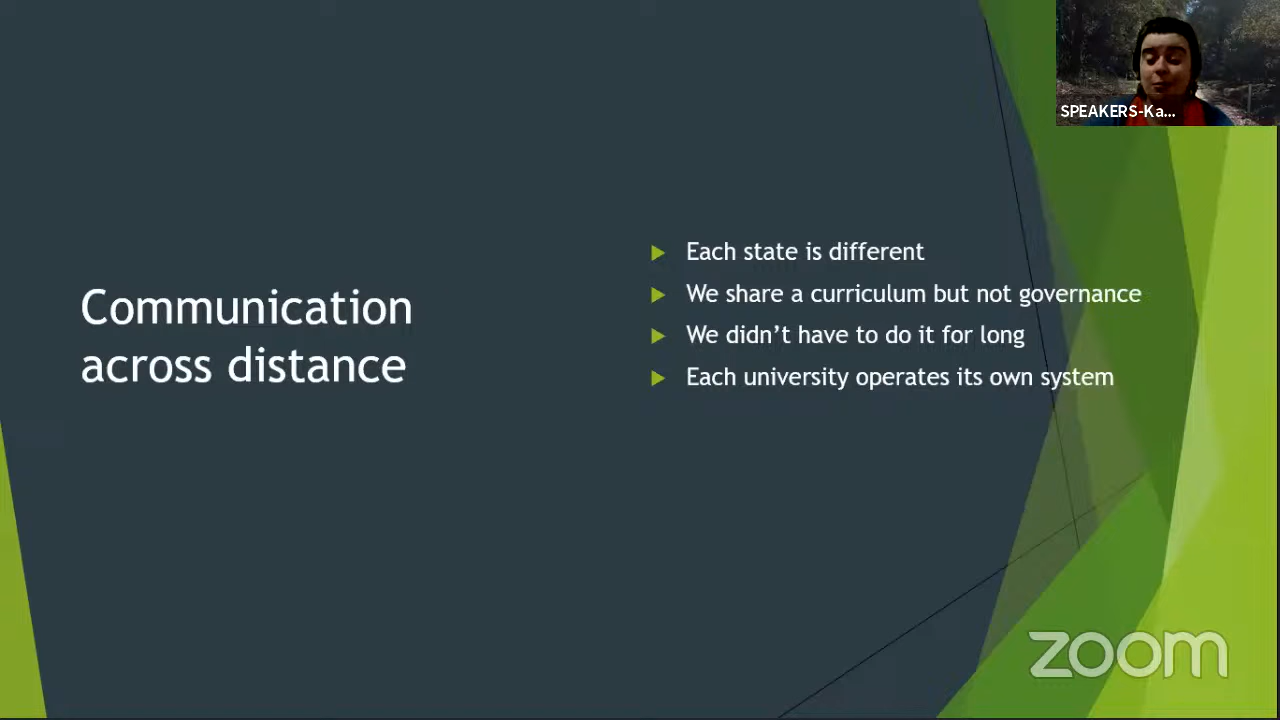 SPEAKERS-Ka...
Communication
across distance
Each state is different
We share a curriculum but not governance
We didn't have to do it for long
Each university operates its own system
zoom